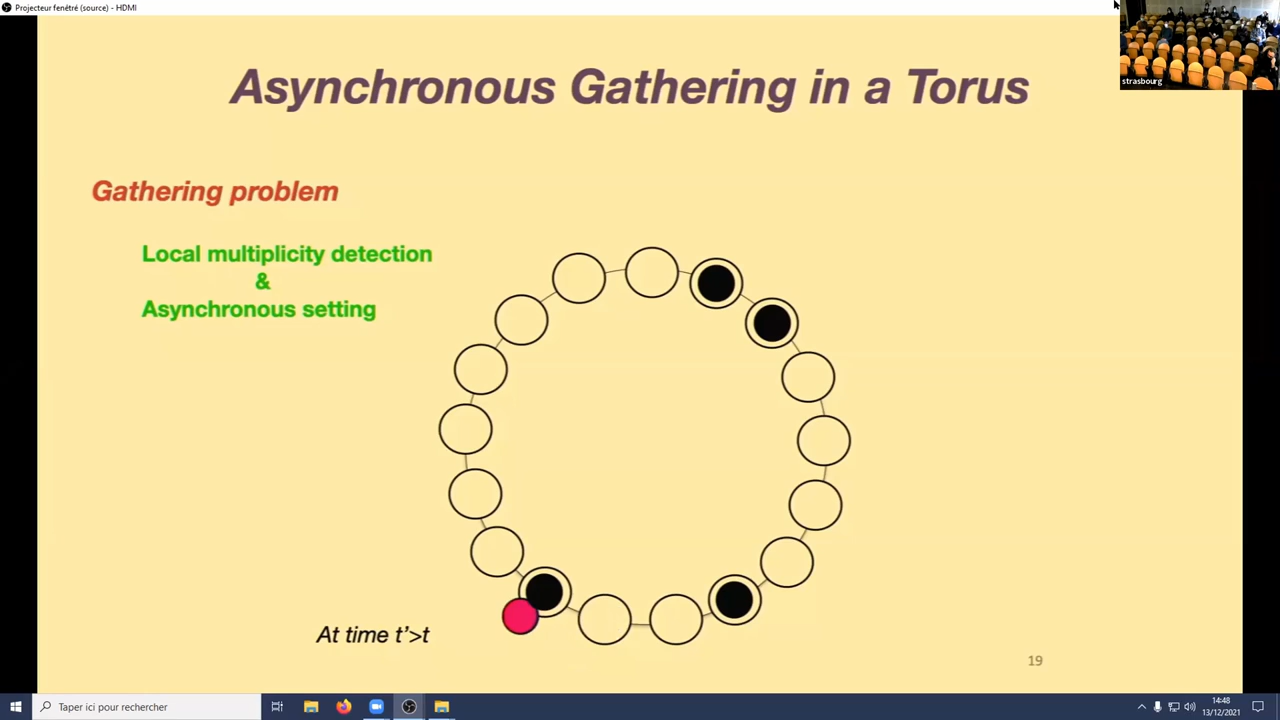 Projecteur fenêtré (source) - HDMI
strasbourg
Asynchronous Gathering in a Torus
Gathering problem
Local multiplicity detection
&
Asynchronous setting
At time t'>t
19
Taper ici pour rechercher
14:48
13/12/2021